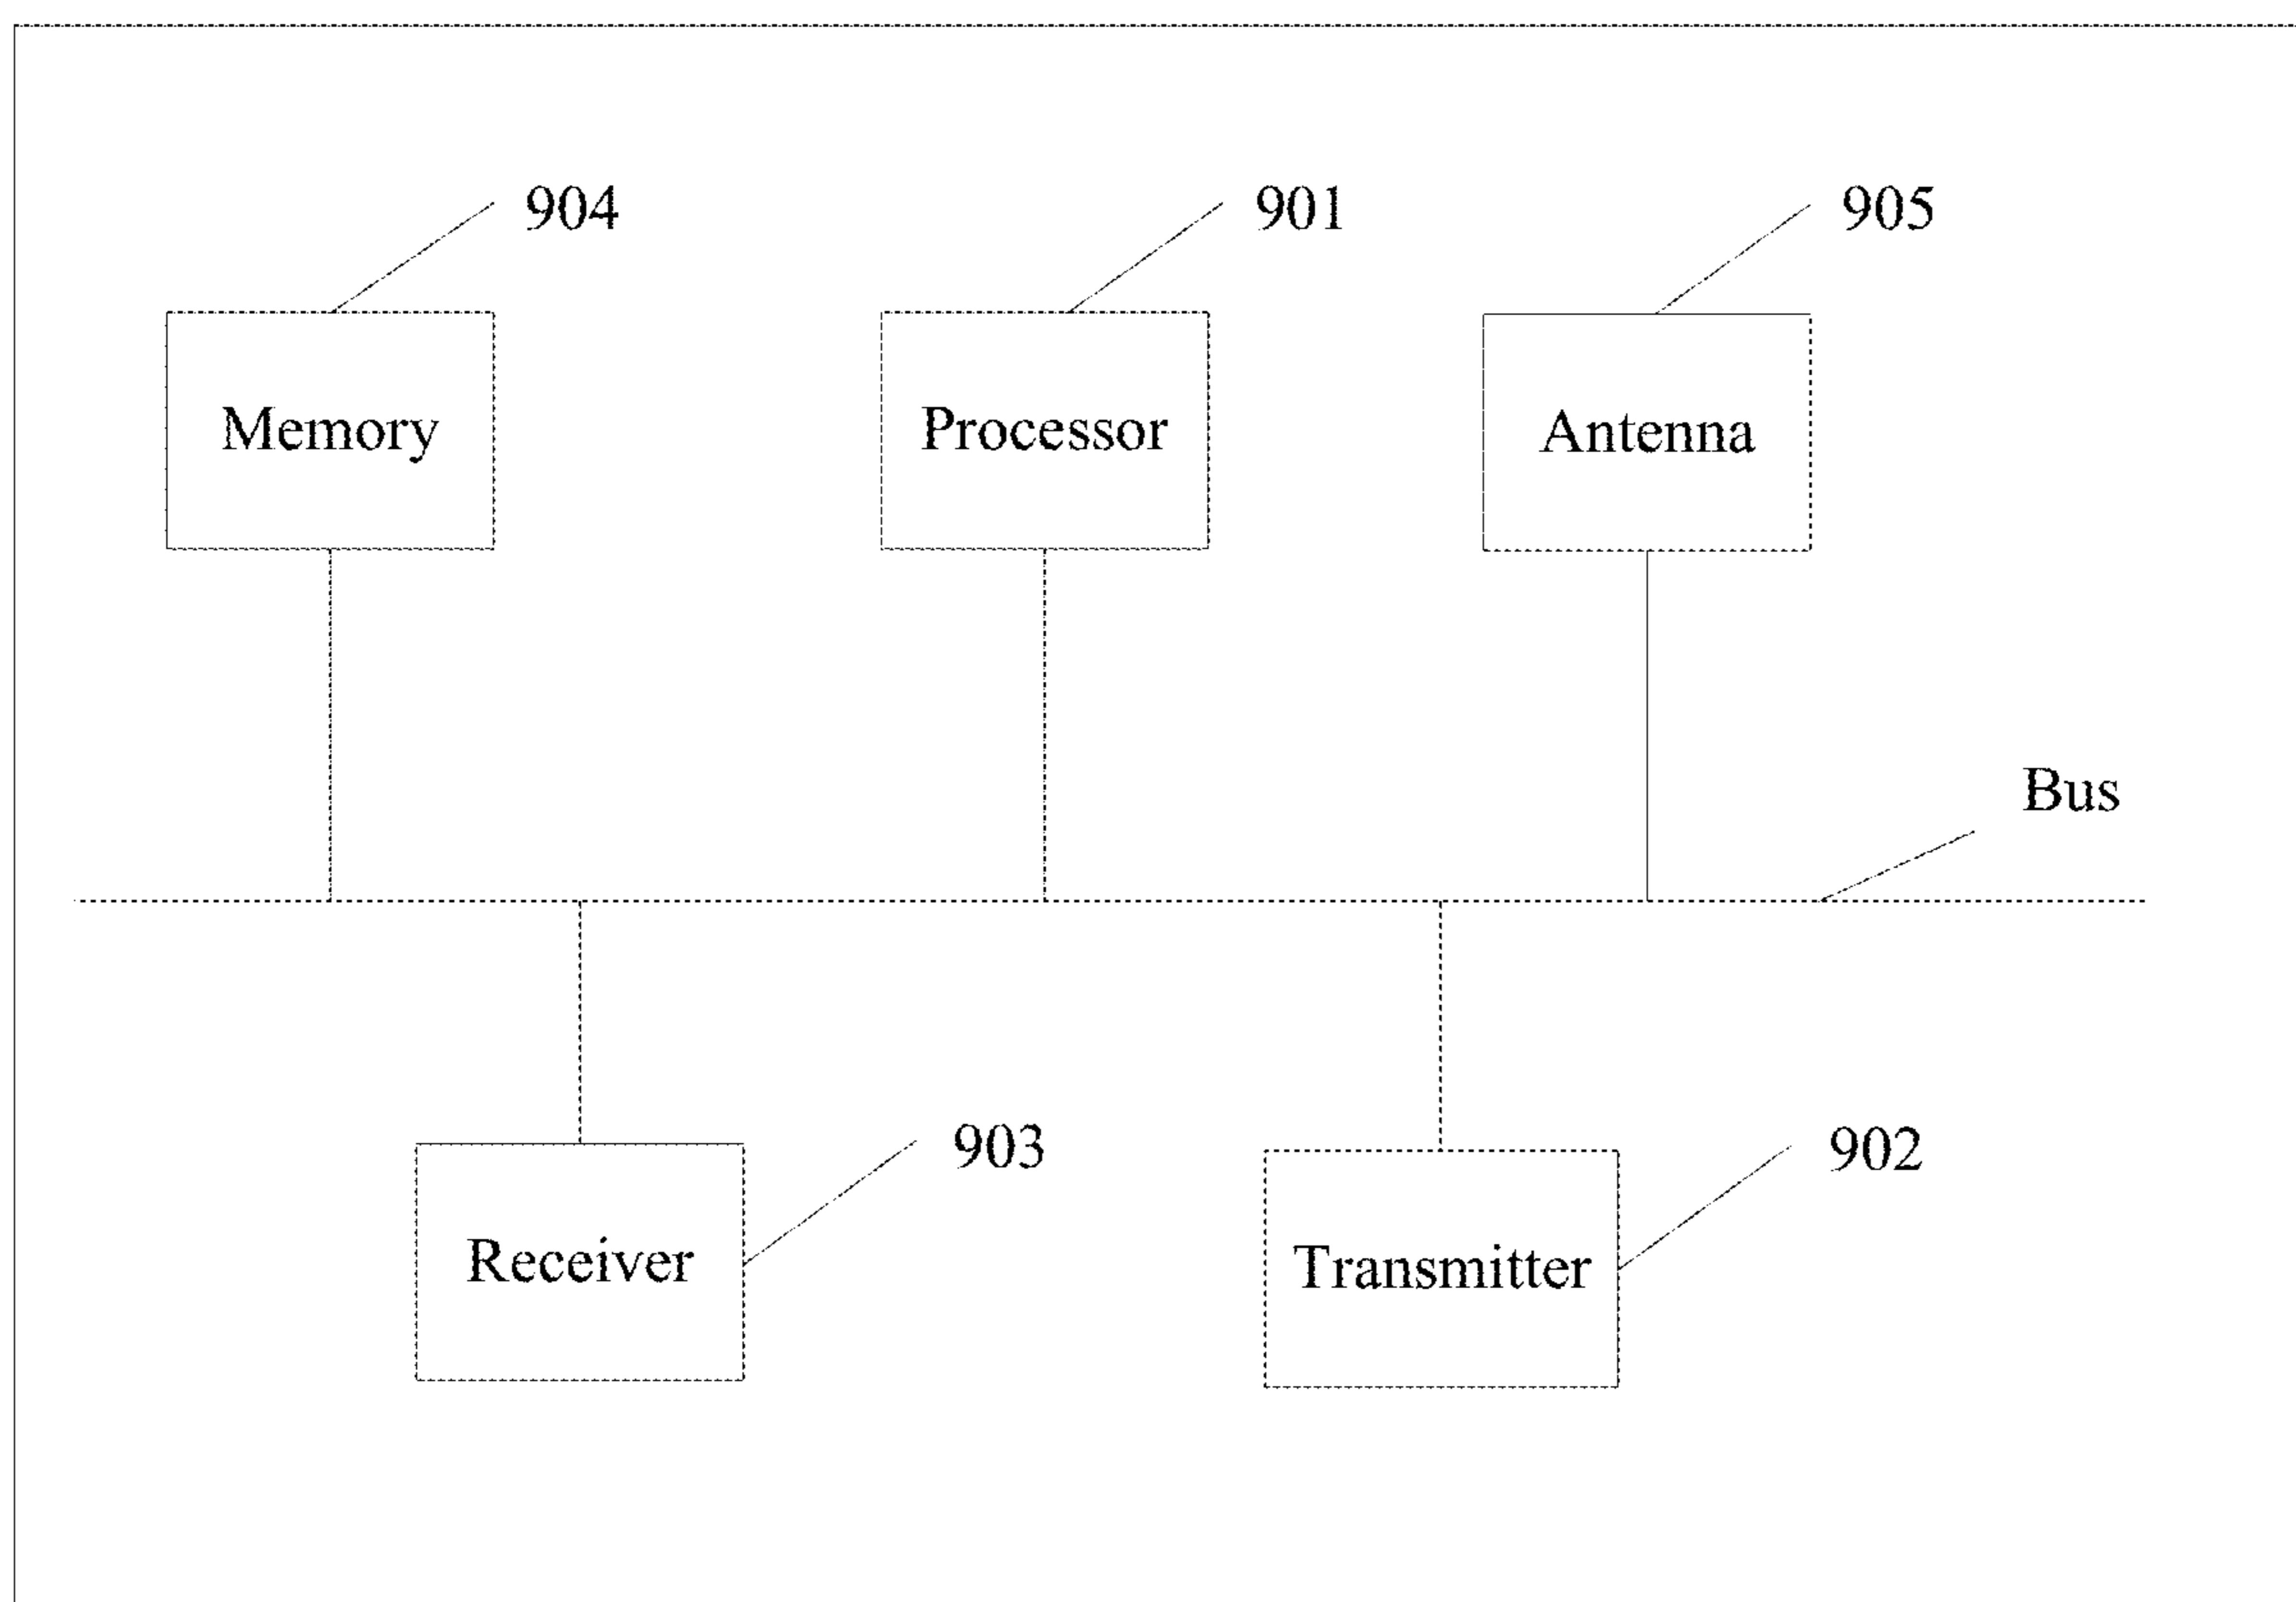 904
901
905
Memory
Processor
Antenna
Bus
903
902
Receiver
Transmitter